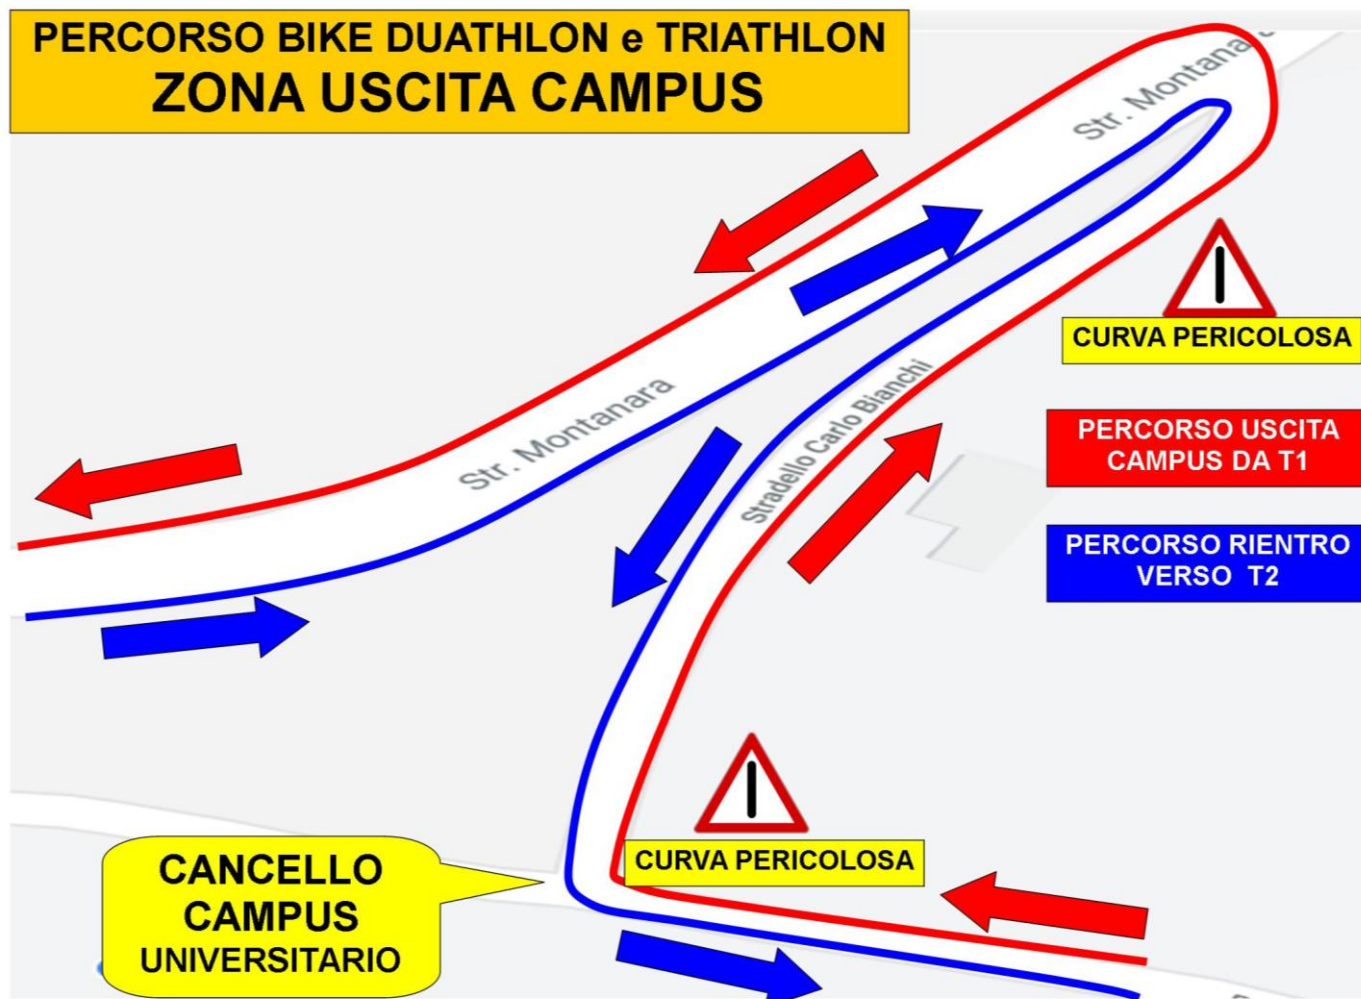 PERCORSO BIKE DUATHLON e TRIATHLON
ZONA USCITA CAMPUS
Str. Montanara
CURVA PERICOLOSA
Str. Montanara
Stradello Carlo Bianchi
PERCORSO USCITA
CAMPUS DA T1
PERCORSO RIENTRO
VERSO T2
CURVA PERICOLOSA
CANCELLO
CAMPUS
UNIVERSITARIO